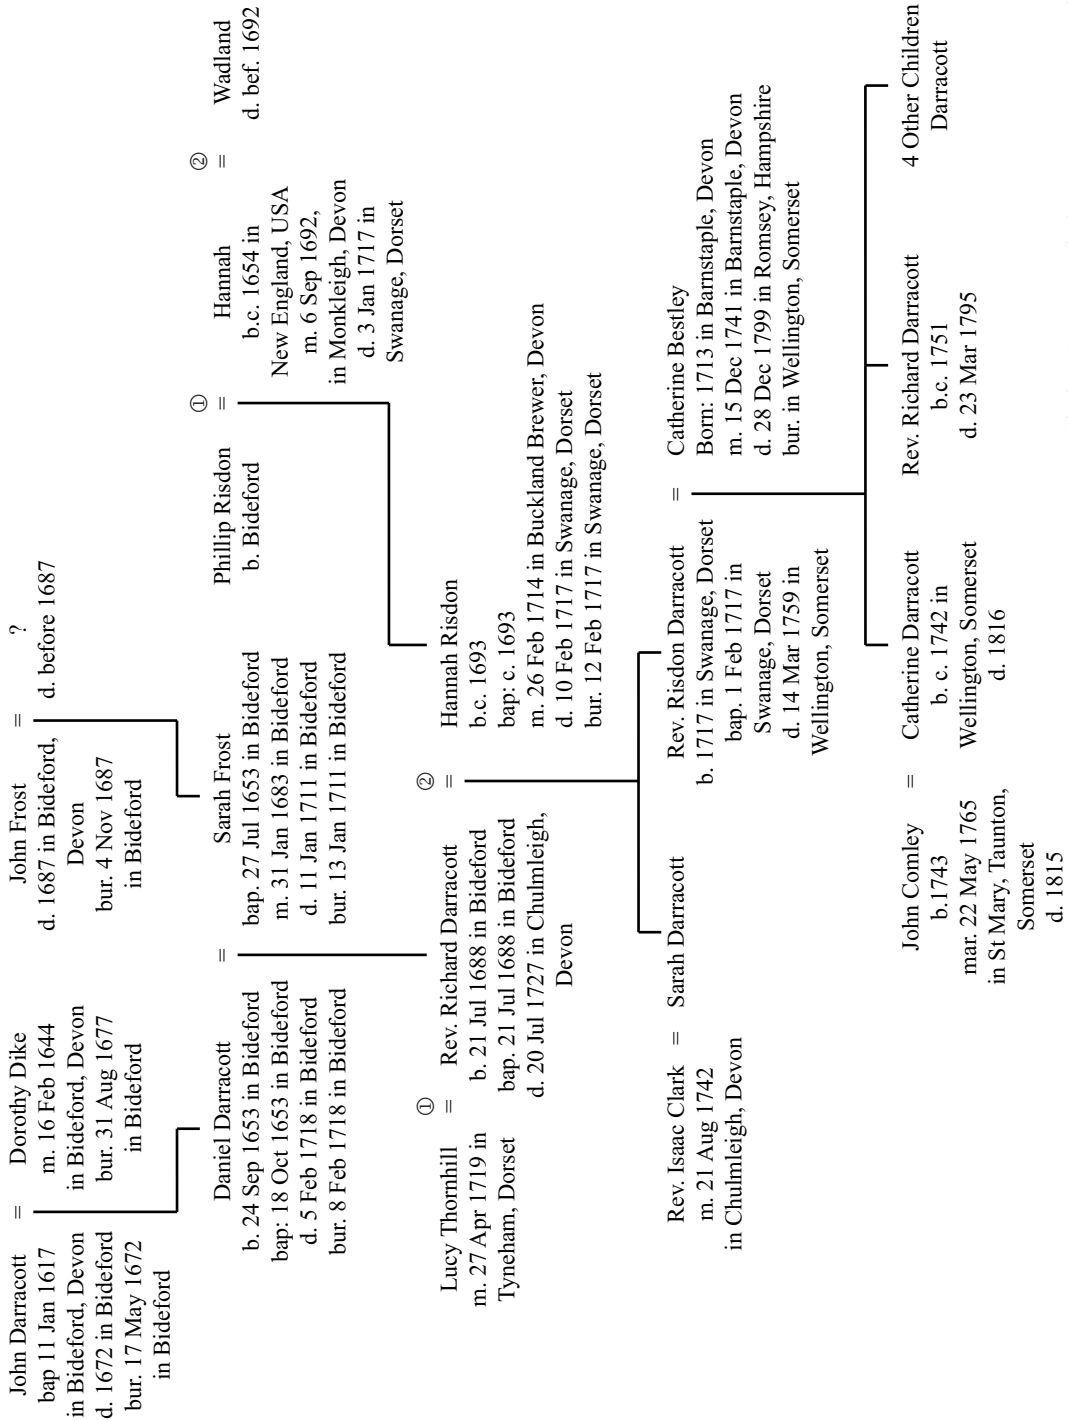 John Darracott
bap 11 Jan 1617
in Bideford, Devon
d. 1672 in Bideford
bur. 17 May 1672
in Bideford
=
Dorothy Dike
m. 16 Feb 1644
in Bideford, Devon
bur. 31 Aug 1677
in Bideford
John Frost
d. 1687 in Bideford,
Devon
bur. 4 Nov 1687
in Bideford
=
?
d. before 1687
Daniel Darracott
b. 24 Sep 1653 in Bideford
bap: 18 Oct 1653 in Bideford
d. 5 Feb 1718 in Bideford
bur. 8 Feb 1718 in Bideford
=
Sarah Frost
bap. 27 Jul 1653 in Bideford
m. 31 Jan 1683 in Bideford
d. 11 Jan 1711 in Bideford
bur. 13 Jan 1711 in Bideford
Phillip Risdon
b. Bideford
①
=
Hannah
b.c. 1654 in
New England, USA
m. 6 Sep 1692,
in Monkleigh, Devon
d. 3 Jan 1717 in
Swanage, Dorset
②
=
Wadland
d. bef. 1692
Lucy Thornhill
m. 27 Apr 1719 in
Tyneham, Dorset
①
=
Rev. Richard Darracott
b. 21 Jul 1688 in Bideford
bap. 21 Jul 1688 in Bideford
d. 20 Jul 1727 in Chulmleigh,
Devon
②
=
Hannah Risdon
b.c. 1693
bap: c. 1693
m. 26 Feb 1714 in Buckland Brewer, Devon
d. 10 Feb 1717 in Swanage, Dorset
bur. 12 Feb 1717 in Swanage, Dorset
Rev. Isaac Clark
m. 21 Aug 1742
in Chulmleigh, Devon
=
Sarah Darracott
Rev. Risdon Darracott
b. 1717 in Swanage, Dorset
bap. 1 Feb 1717 in
Swanage, Dorset
d. 14 Mar 1759 in
Wellington, Somerset
=
Catherine Bestley
Born: 1713 in Barnstaple, Devon
m. 15 Dec 1741 in Barnstaple, Devon
d. 28 Dec 1799 in Romsey, Hampshire
bur. in Wellington, Somerset
John Comley
b.1743
mar. 22 May 1765
in St Mary, Taunton,
Somerset
d. 1815
=
Catherine Darracott
b. c. 1742 in
Wellington, Somerset
d. 1816
Rev. Richard Darracott
b.c. 1751
d. 23 Mar 1795
4 Other Children
Darracott